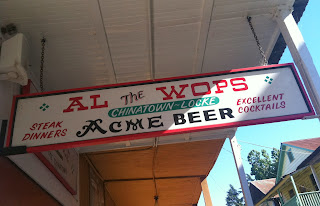 AL THE WOPS
CHINATOWN-LOCKE
STEAK DINNERS
ACME BEER
EXCELLENT COCKTAILS